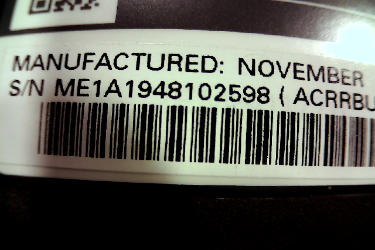 MANUFACTURED: NOVEMBER
S/N ME1A1948102598 ( ACRRBU